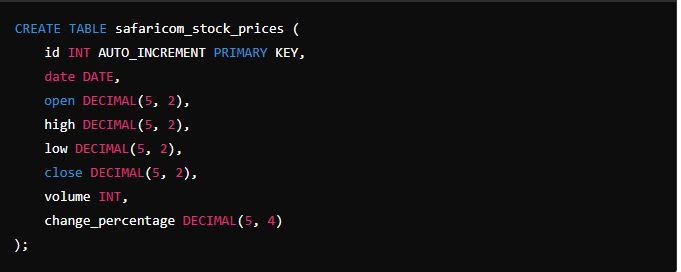 CREATE TABLE safaricom_stock_prices (
    id INT AUTO_INCREMENT PRIMARY KEY,
    date DATE,
    open DECIMAL(5, 2),
    high DECIMAL(5, 2),
    low DECIMAL(5, 2),
    close DECIMAL(5, 2),
    volume INT,
    change_percentage DECIMAL(5, 4)
);